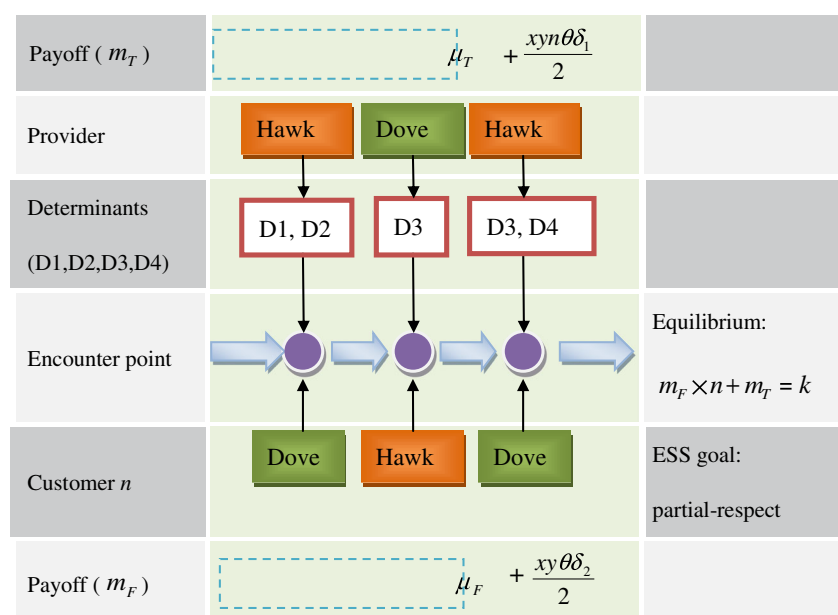 Payoff ( m_T ) μ_T + xynθδ_1 / 2
Provider Hawk Dove Hawk
Determinants
(D1,D2,D3,D4)
D1, D2 D3 D3, D4
Encounter point
Equilibrium:
m_F × n + m_T = k
Customer n Dove Hawk Dove
ESS goal:
partial-respect
Payoff ( m_F ) μ_F + xyθδ_2 / 2